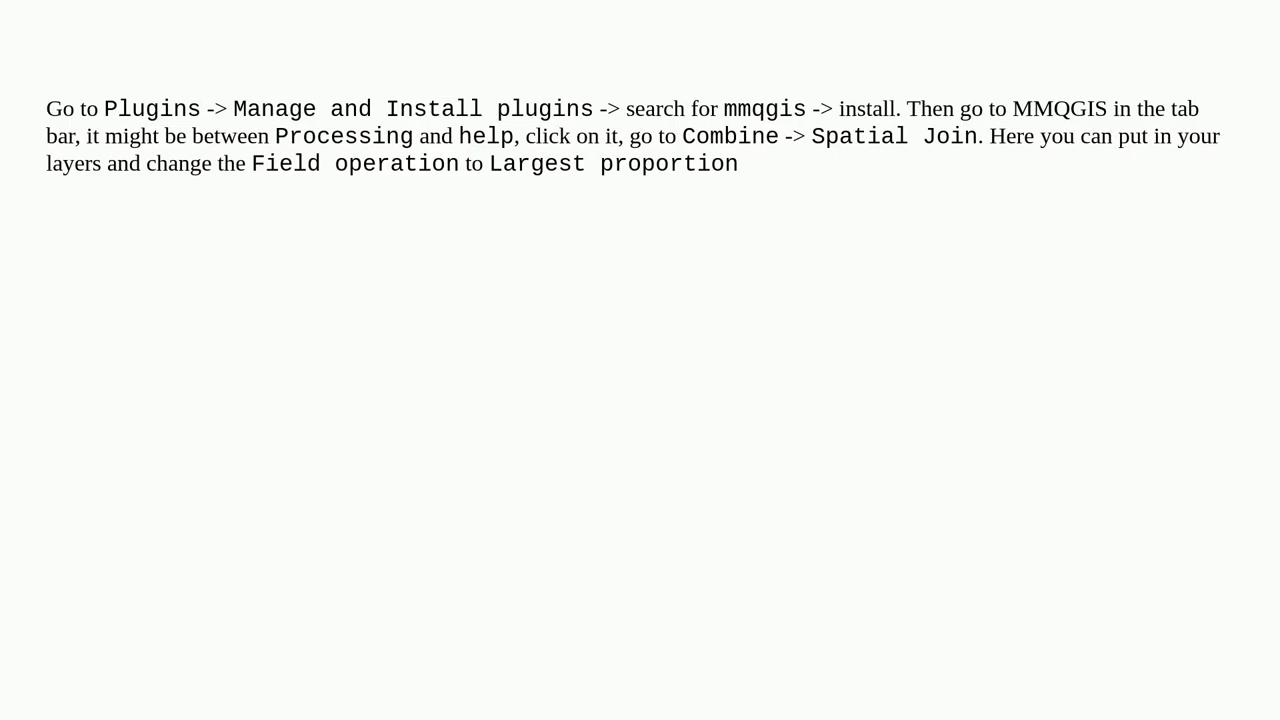 Go to Plugins -> Manage and Install plugins -> search for mmqgis -> install. Then go to MMQGIS in the tab
bar, it might be between Processing and help, click on it, go to Combine -> Spatial Join. Here you can put in your
layers and change the Field operation to Largest proportion